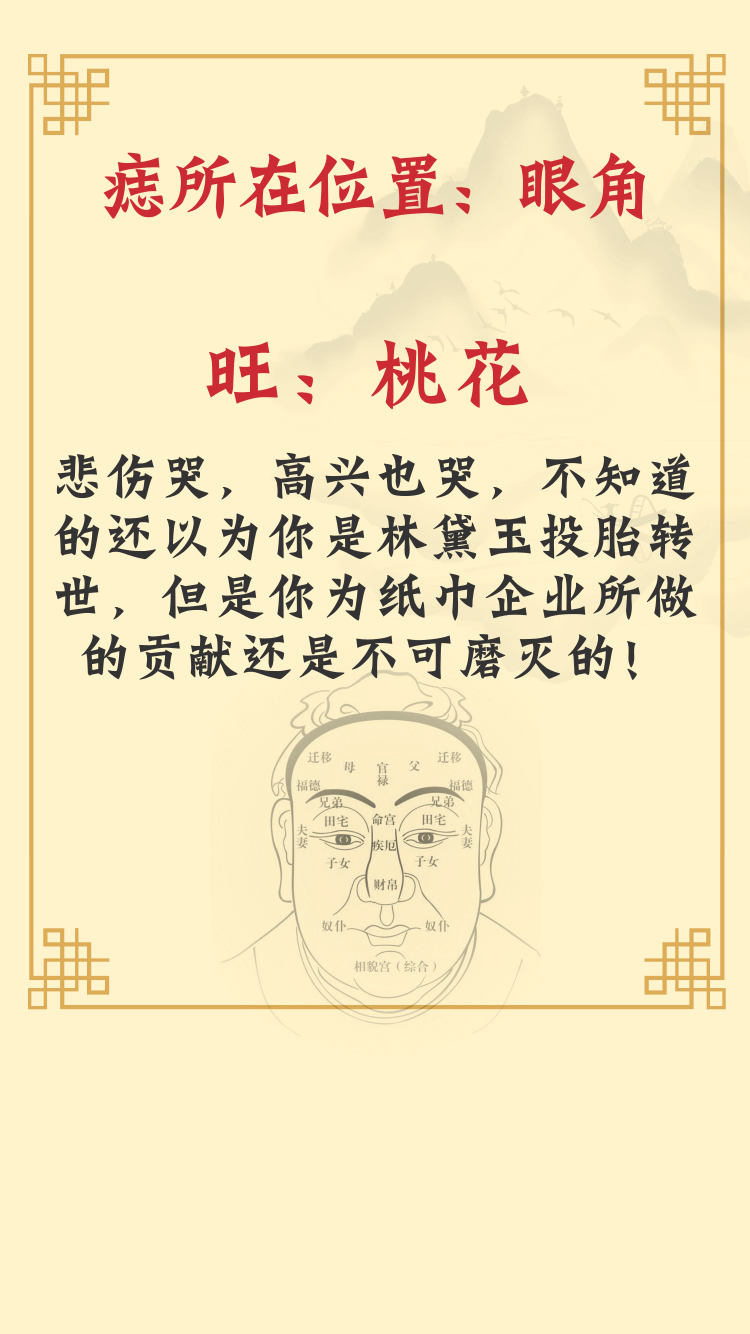 痣所在位置：眼角
旺：桃花
悲伤哭，高兴也哭，不知道
的还以为你是林黛玉投胎转
世，但是你为纸巾企业所做
的贡献还是不可磨灭的！
迁移 母 官禄 父 迁移
福德 福德
兄弟 兄弟
田宅 命宫 田宅
夫妻 疾厄 夫妻
子女 子女
财帛
奴仆 奴仆
相貌宫（综合）